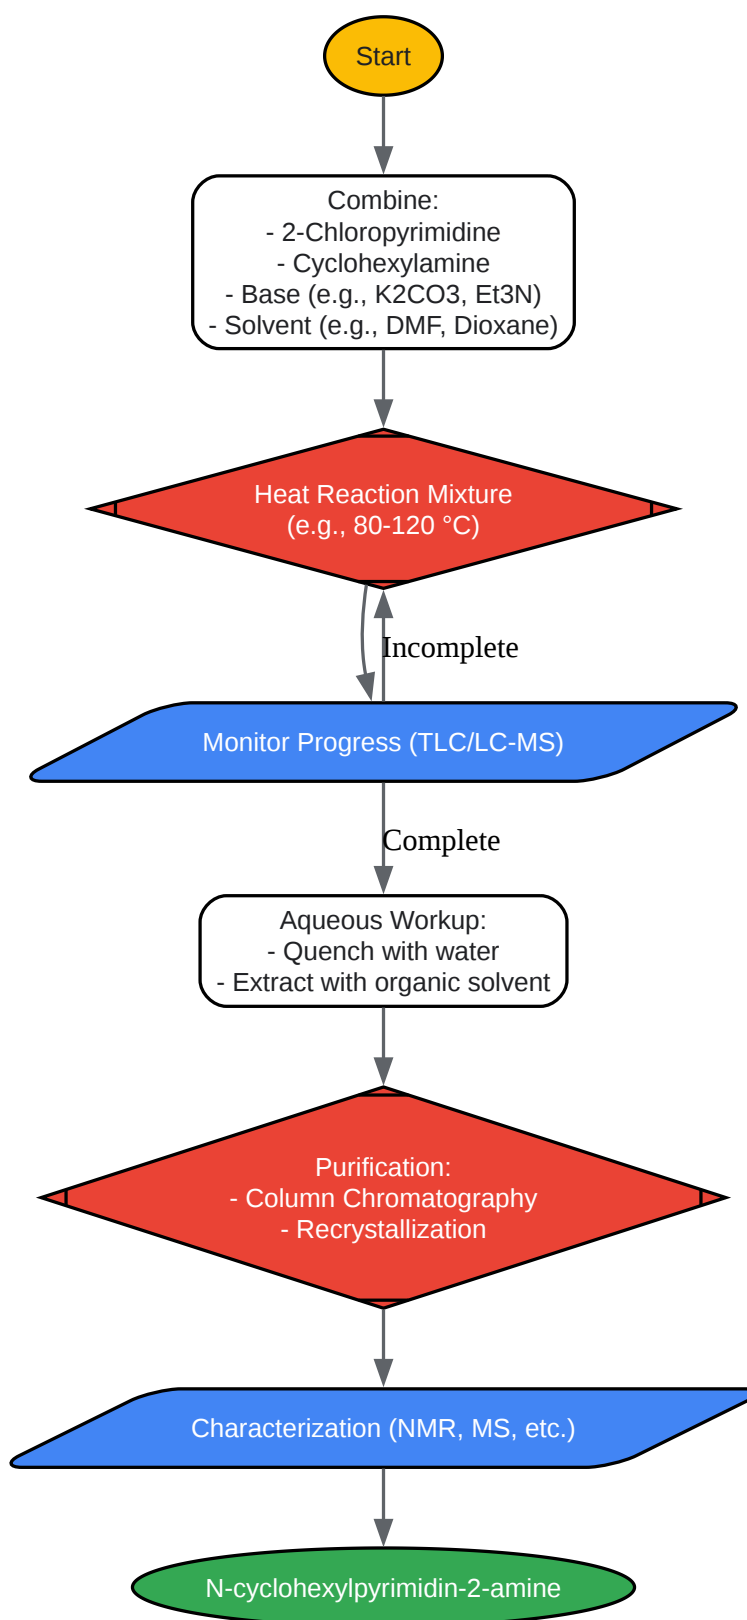 Start
Combine:
- 2-Chloropyrimidine
- Cyclohexylamine
- Base (e.g., K2CO3, Et3N)
- Solvent (e.g., DMF, Dioxane)
Heat Reaction Mixture
(e.g., 80-120 °C)
Incomplete
Monitor Progress (TLC/LC-MS)
Complete
Aqueous Workup:
- Quench with water
- Extract with organic solvent
Purification:
- Column Chromatography
- Recrystallization
Characterization (NMR, MS, etc.)
N-cyclohexylpyrimidin-2-amine